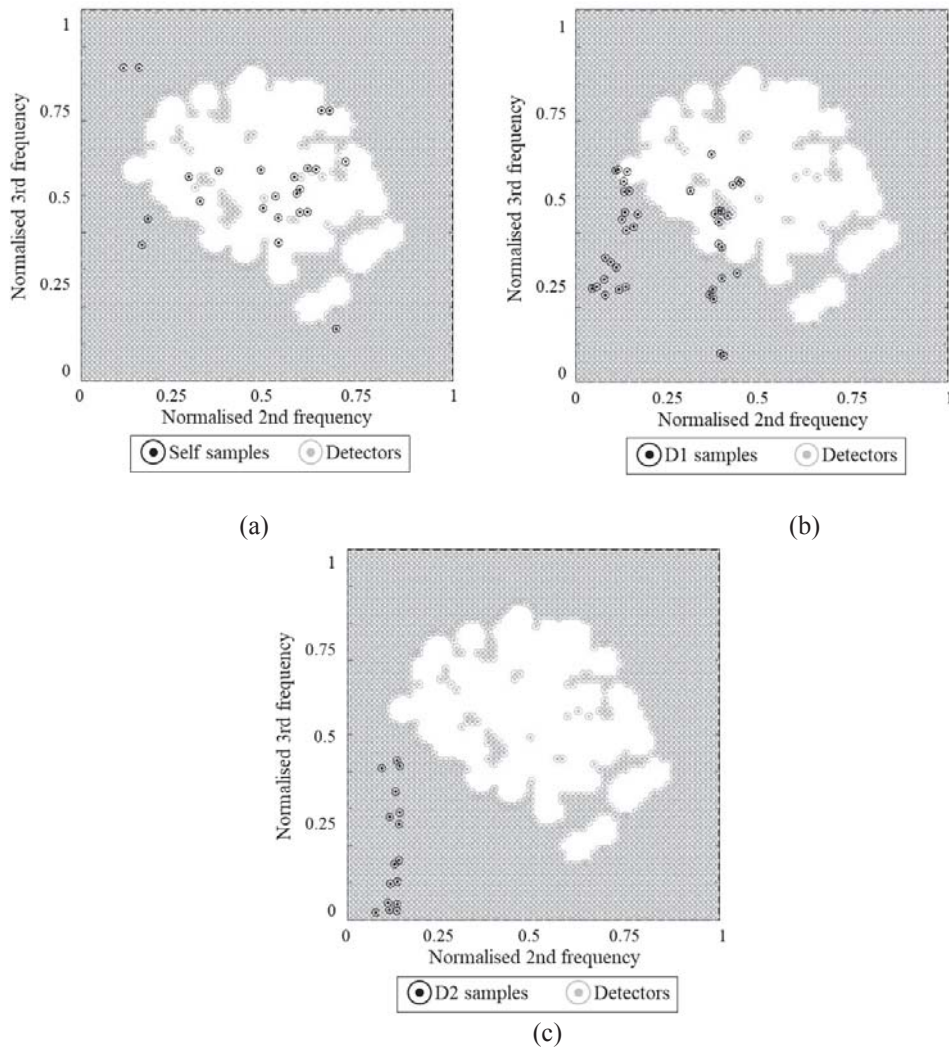 1
0.75
0.5
0.25
0
Normalised 3rd frequency
0 0.25 0.5 0.75 1
Normalised 2nd frequency
Self samples Detectors
(a)
1
0.75
0.5
0.25
0
Normalised 3rd frequency
0 0.25 0.5 0.75 1
Normalised 2nd frequency
D1 samples Detectors
(b)
1
0.75
0.5
0.25
0
Normalised 3rd frequency
0 0.25 0.5 0.75 1
Normalised 2nd frequency
D2 samples Detectors
(c)